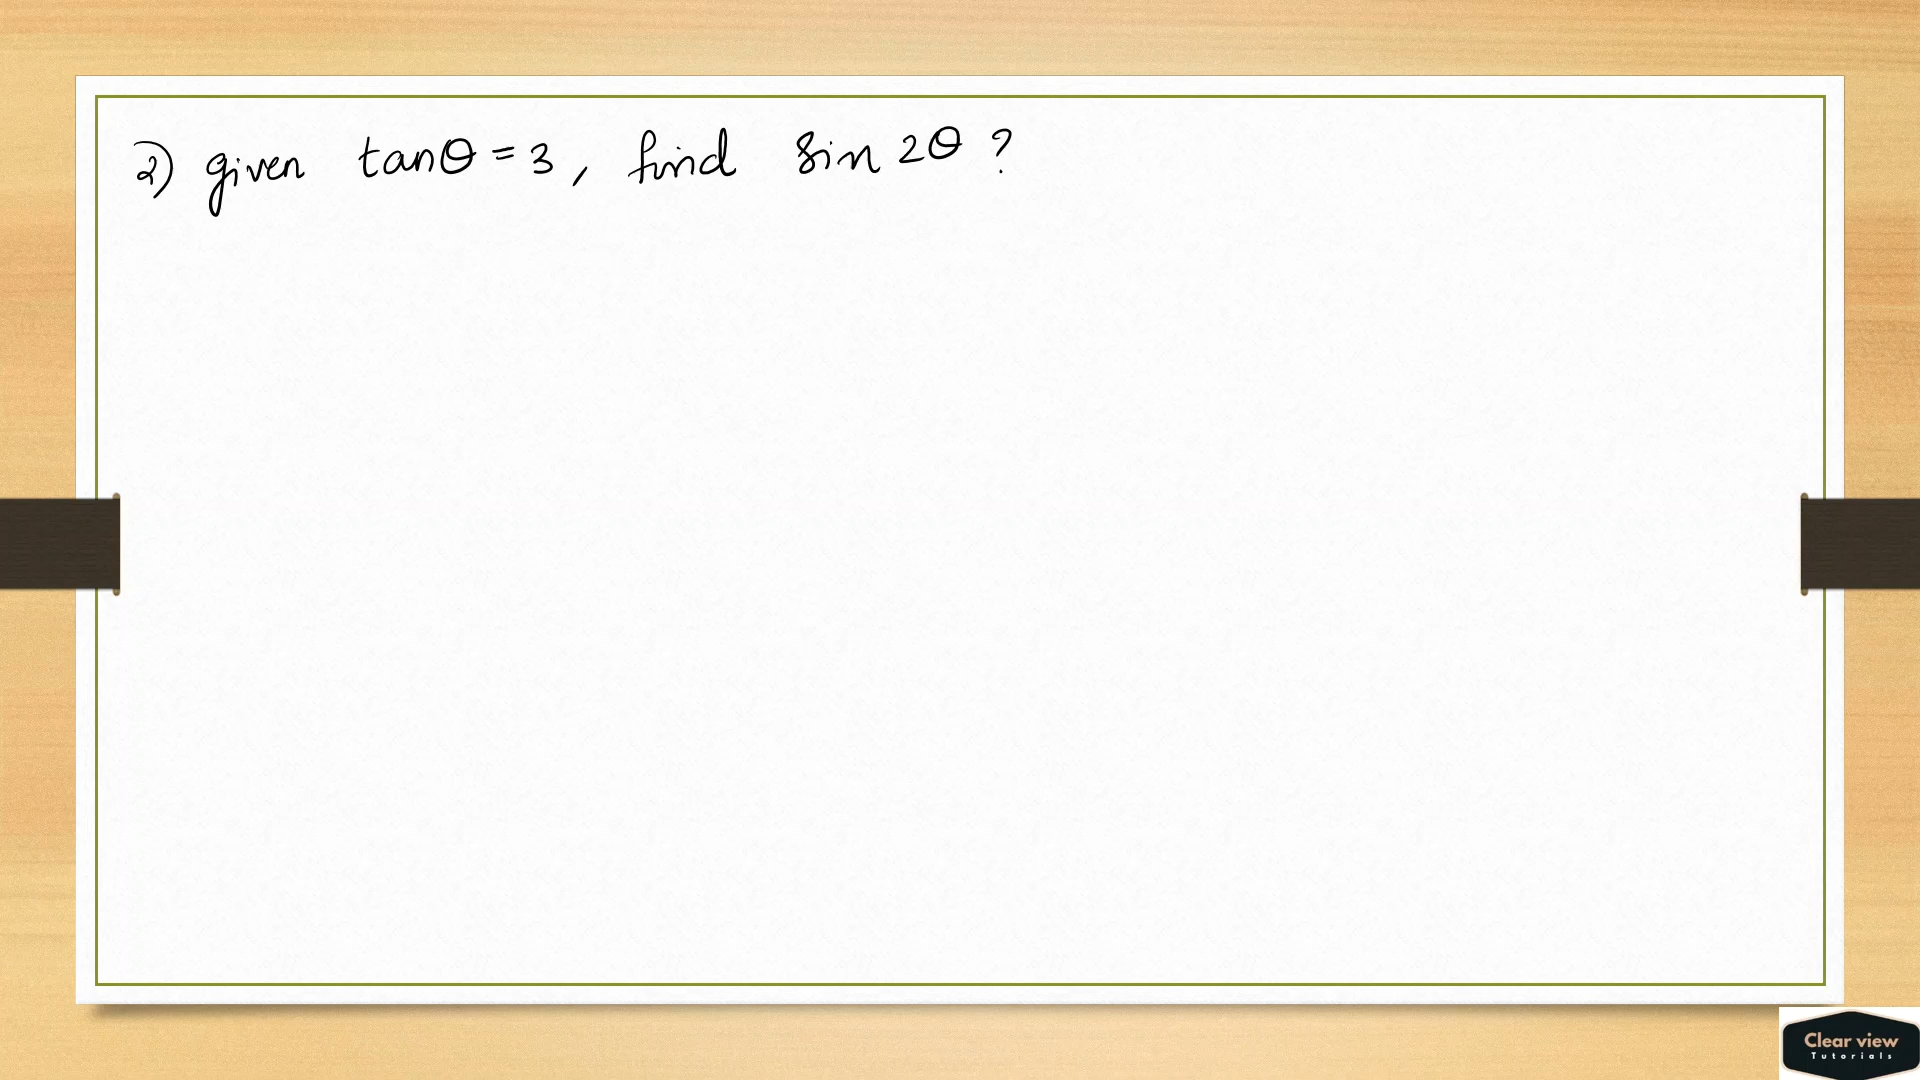 2) given tanθ = 3, find sin 2θ ?
Clear view
Tutorials